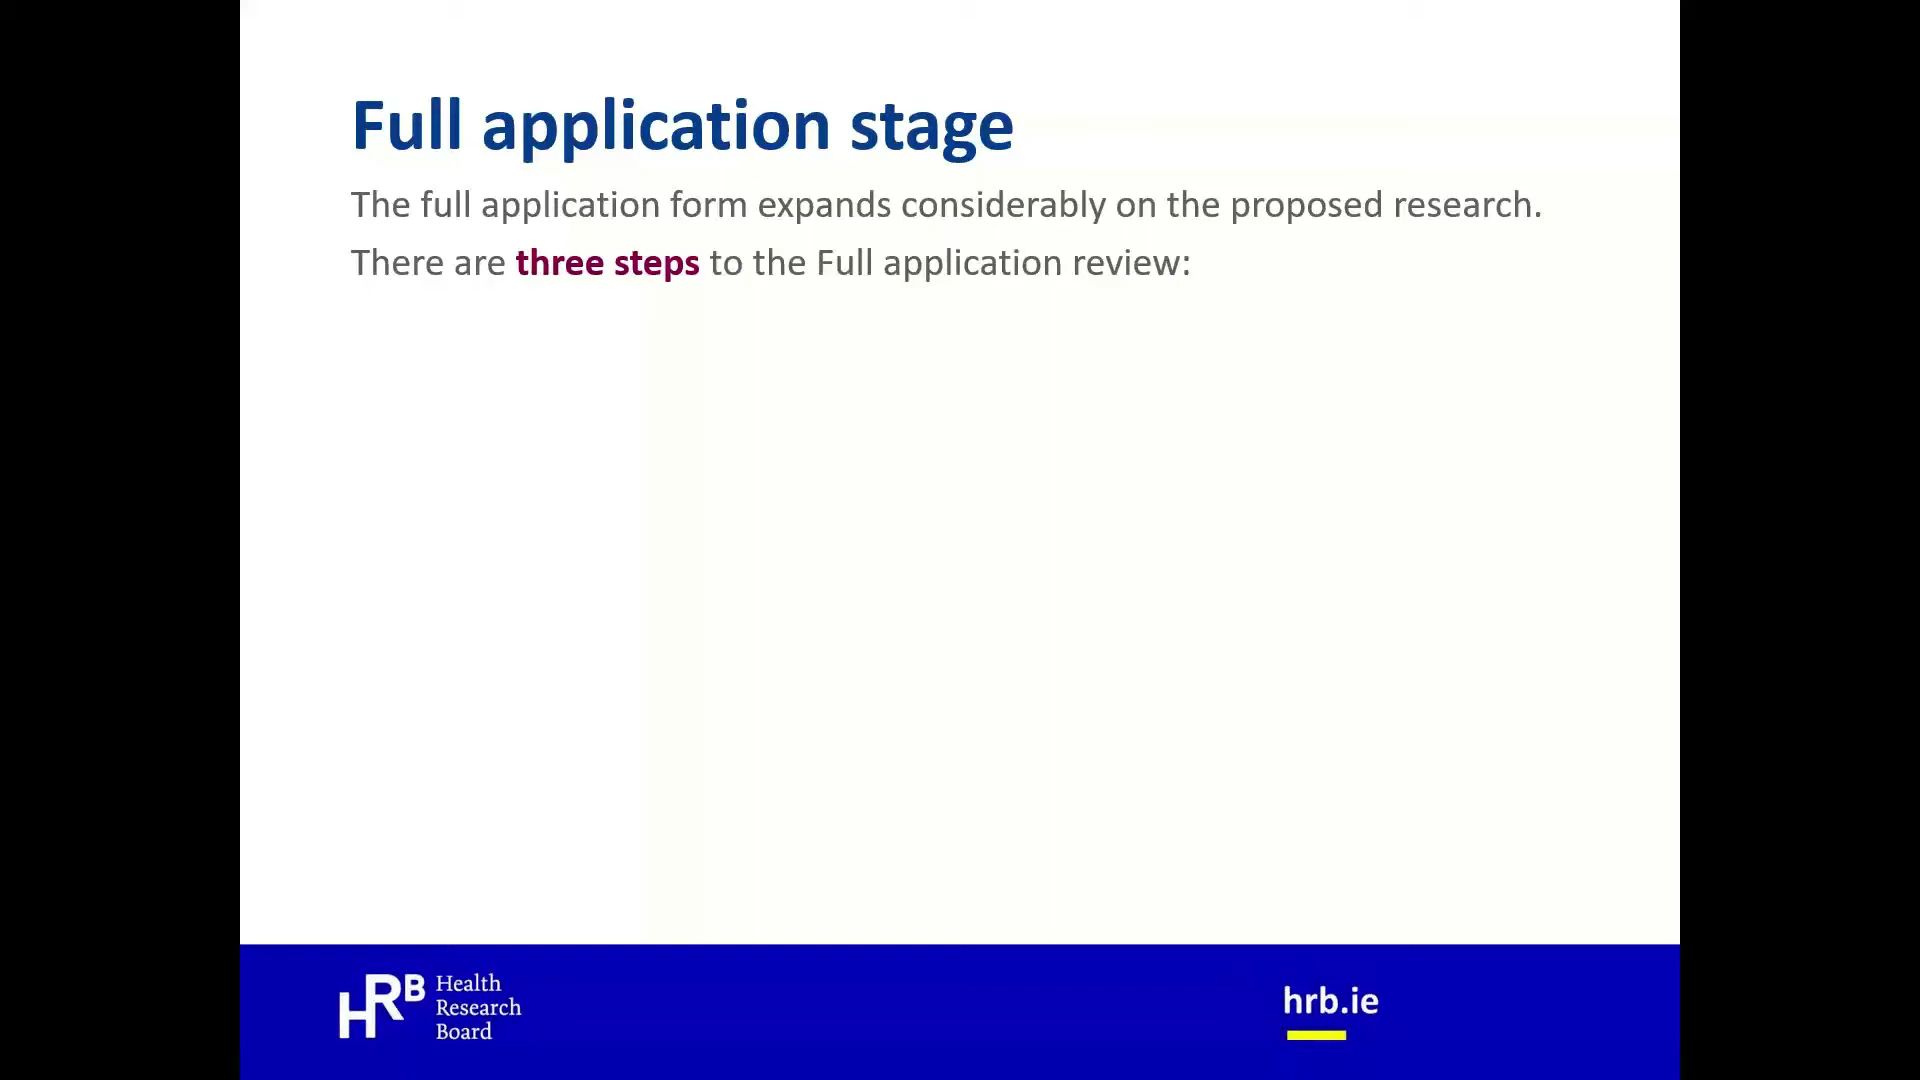 Full application stage
The full application form expands considerably on the proposed research.
There are three steps to the Full application review:
HRB
Health
Research
Board
hrb.ie